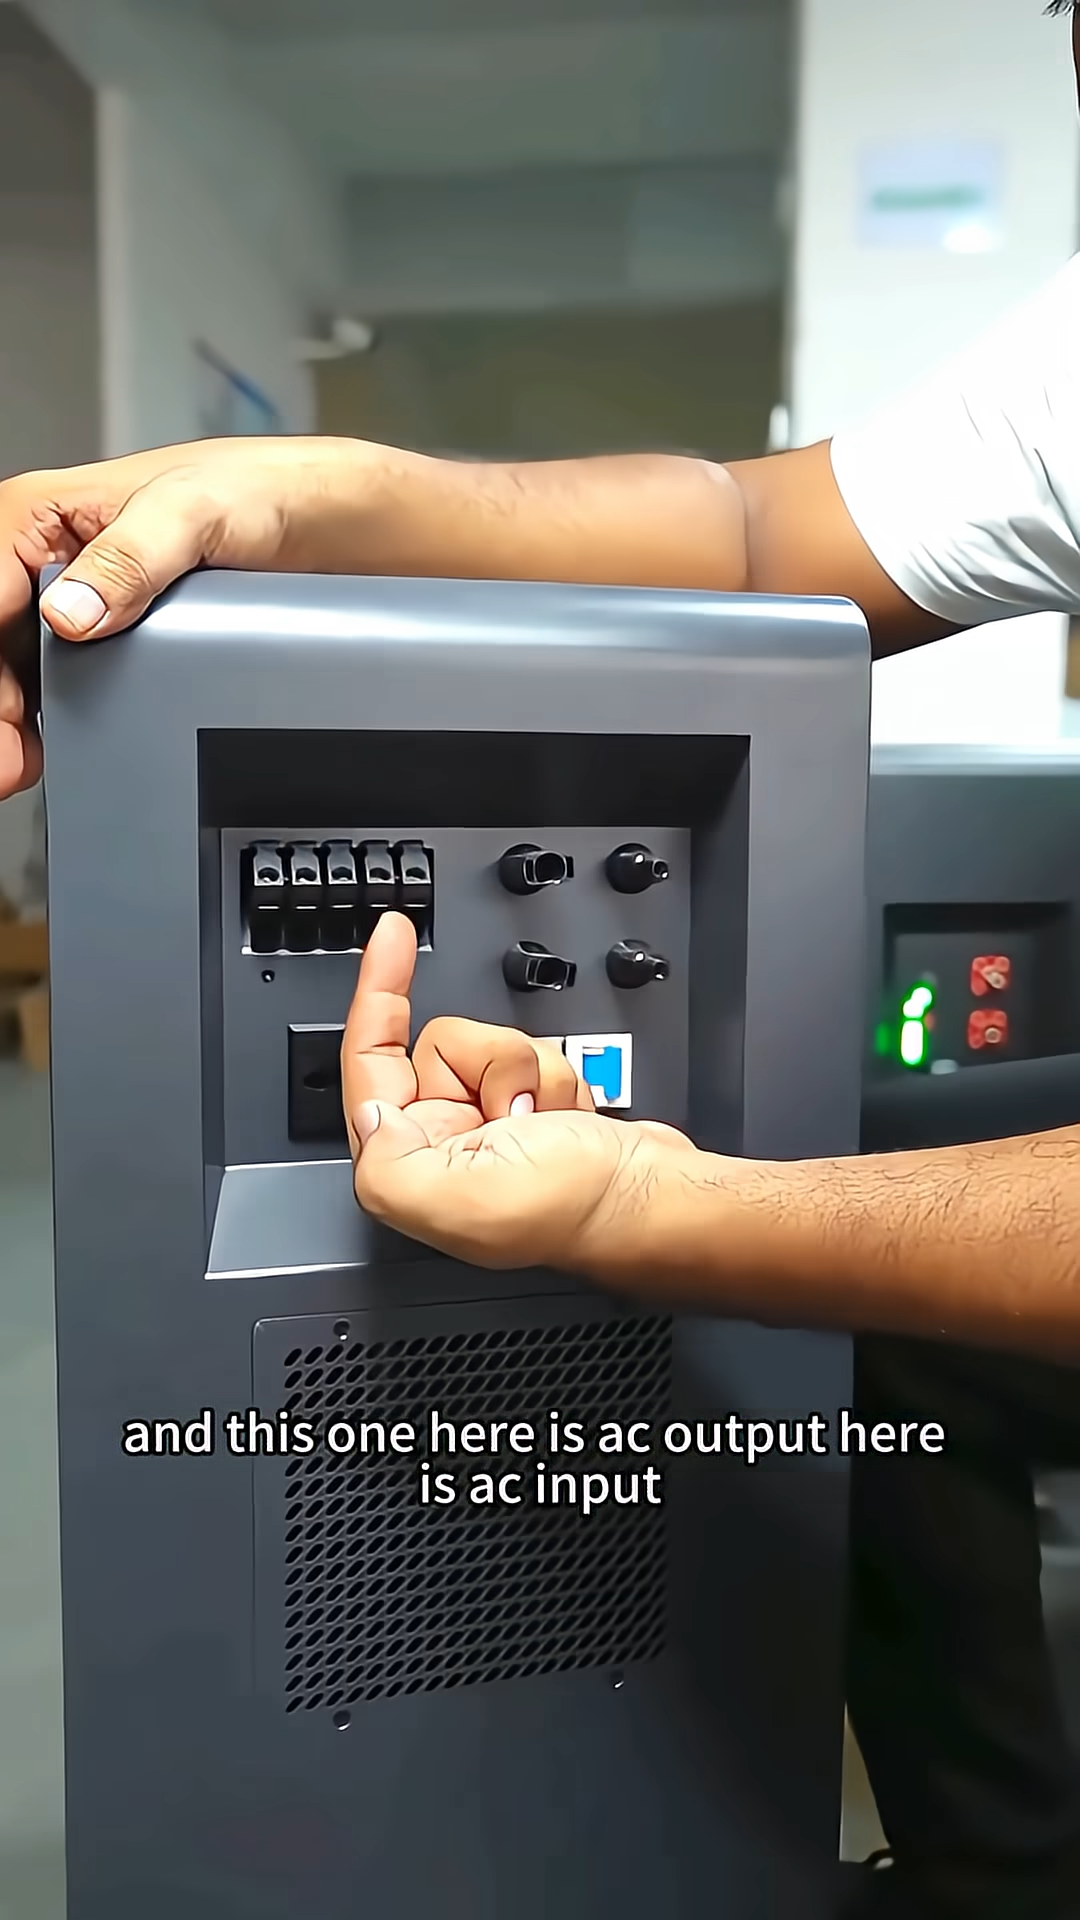 and this one here is ac output here
is ac input